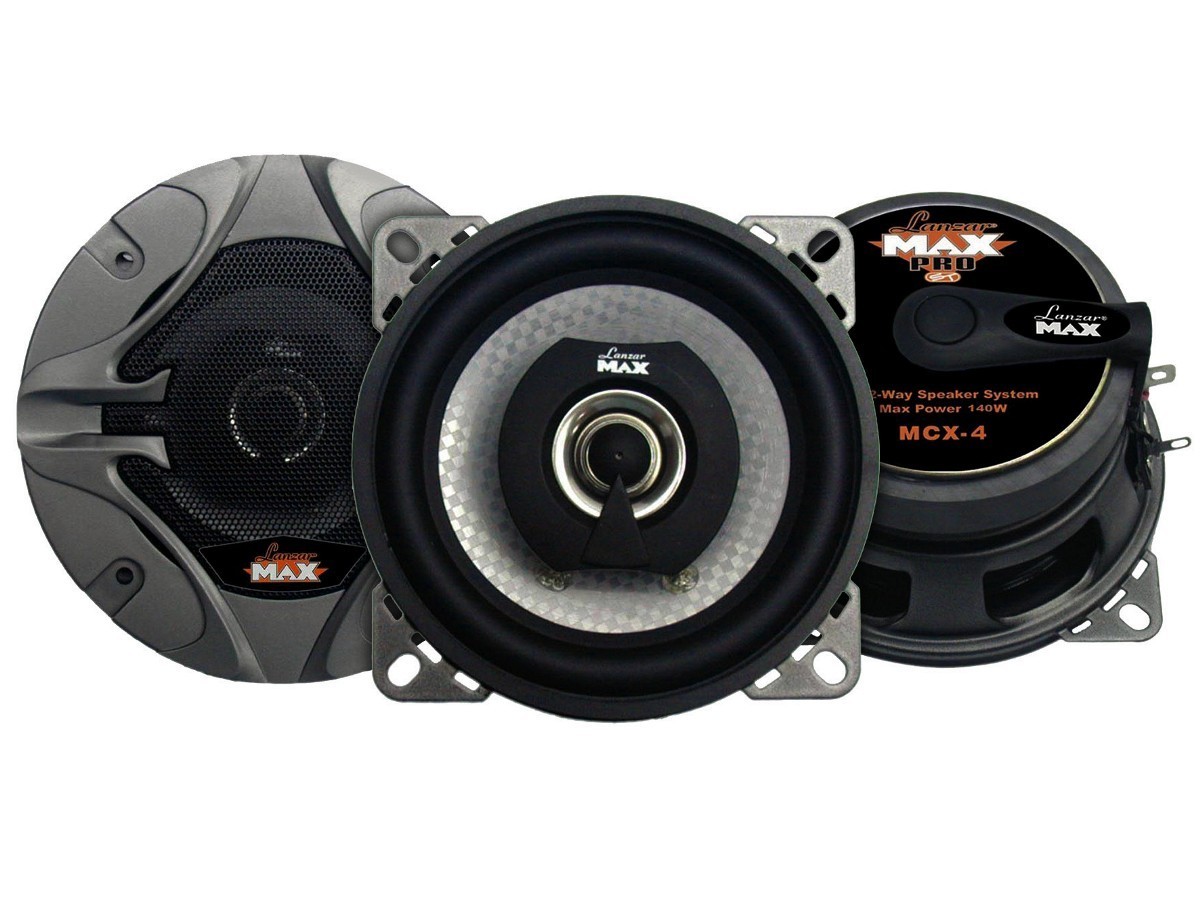 Lanzar
MAX
Lanzar
MAX
Lanzar
MAX
PRO
Lanzar®
MAX
2-Way Speaker System
Max Power 140W
MCX-4